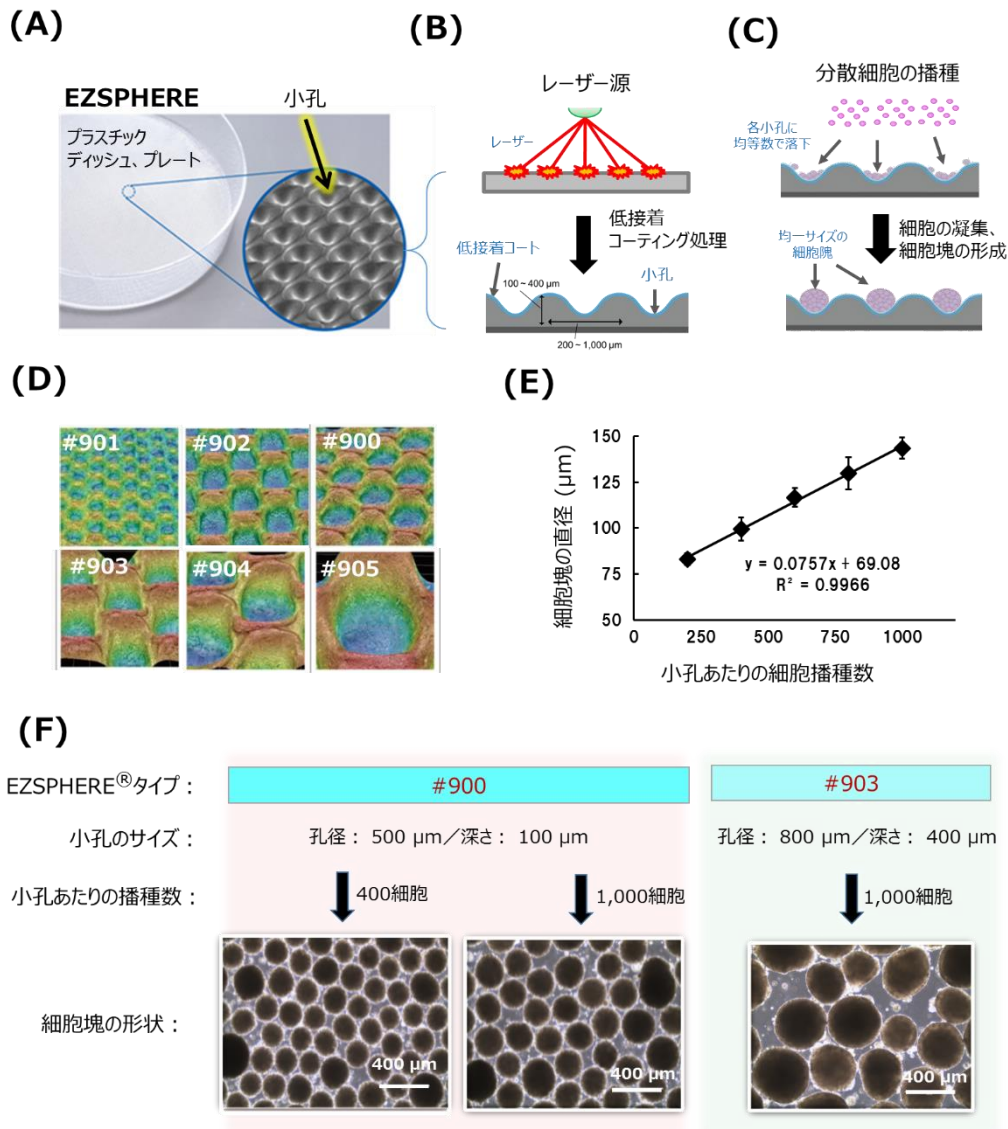 (A)
EZSPHERE
小孔
プラスチック
ディッシュ、プレート
(B)
レーザー源
レーザー
低接着
コーティング処理
低接着コート
小孔
100～400 μm
200～1,000 μm
(C)
分散細胞の播種
各小孔に
均等数で落下
細胞の凝集、
細胞塊の形成
均一サイズの
細胞隗
(D)
#901
#902
#900
#903
#904
#905
(E)
細胞塊の直径 (μm)
150
125
100
75
50
y = 0.0757x + 69.08
R² = 0.9966
0
250
500
750
1000
小孔あたりの細胞播種数
(F)
EZSPHERE®タイプ：
#900
#903
小孔のサイズ：
孔径： 500 μm／深さ： 100 μm
孔径： 800 μm／深さ： 400 μm
小孔あたりの播種数：
400細胞
1,000細胞
1,000細胞
細胞塊の形状：
400 μm
400 μm
400 μm